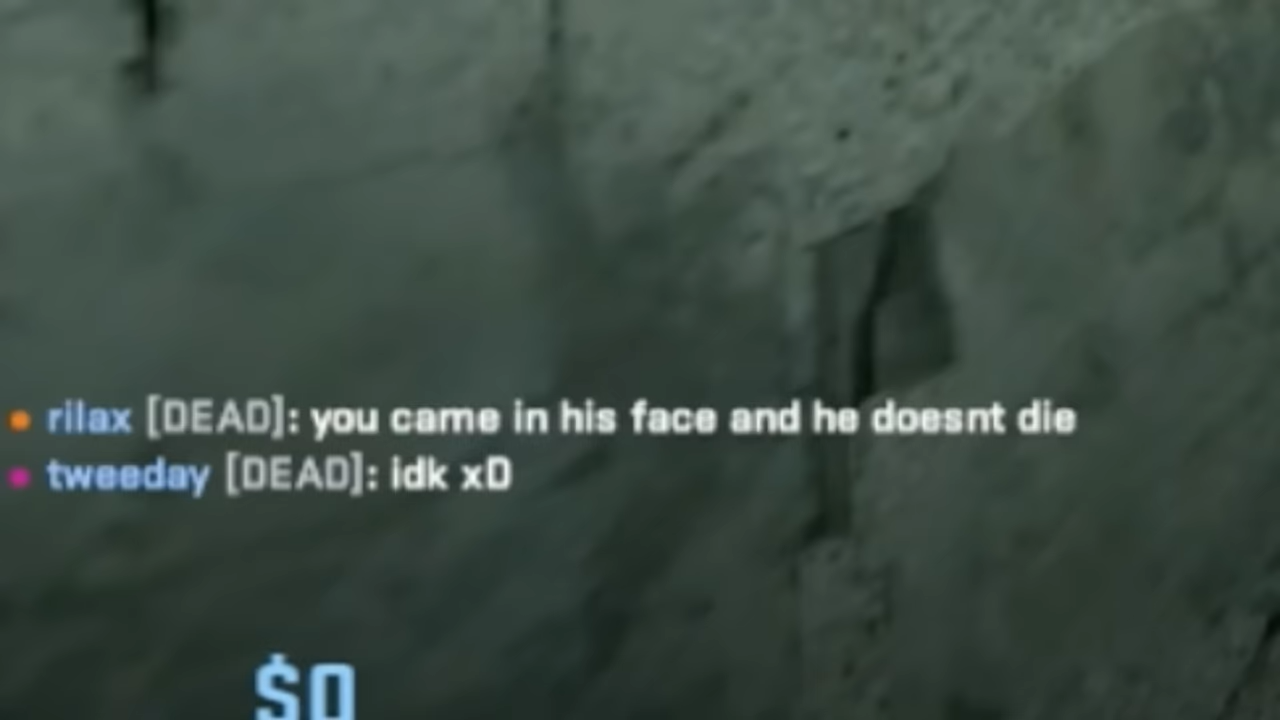 rilax [DEAD]: you came in his face and he doesnt die
tweeday [DEAD]: idk xD
$0